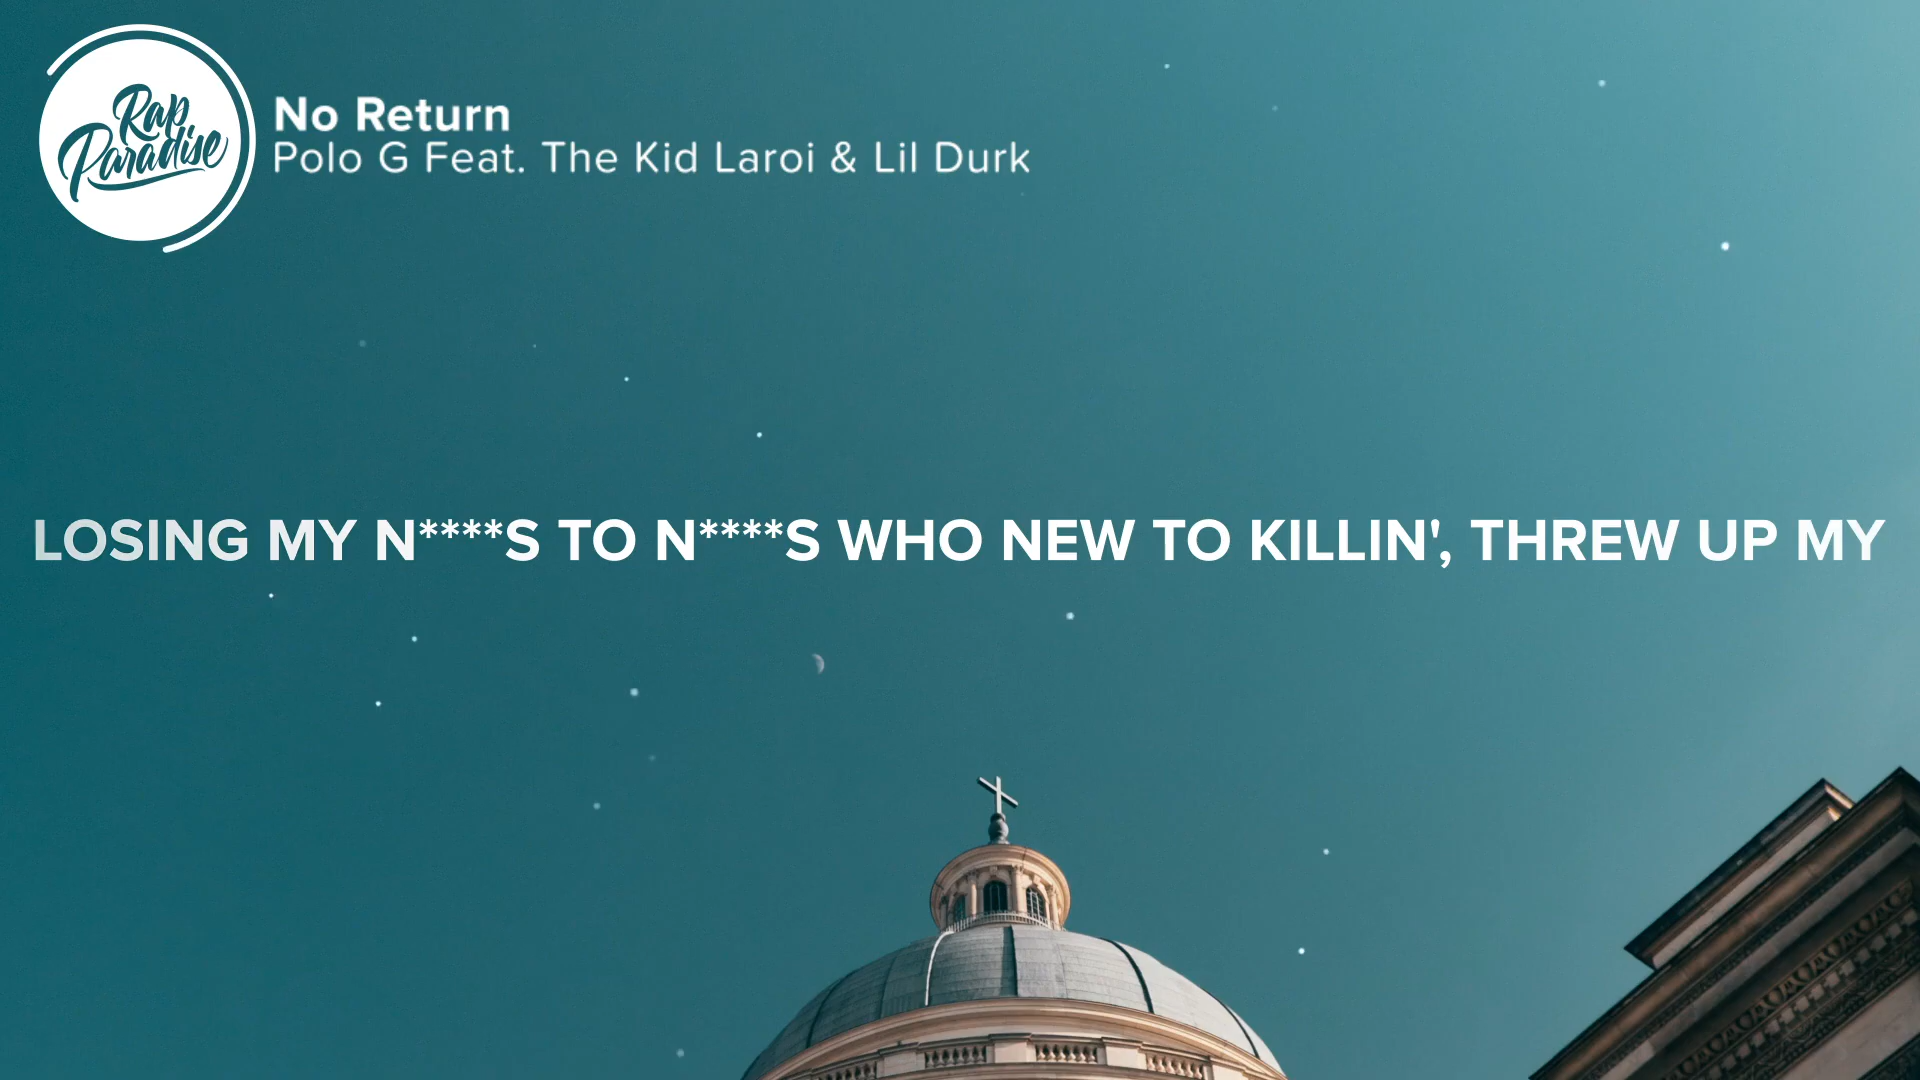 Rap
Paradise
No Return
Polo G Feat. The Kid Laroi & Lil Durk
LOSING MY N****S TO N****S WHO NEW TO KILLIN', THREW UP MY